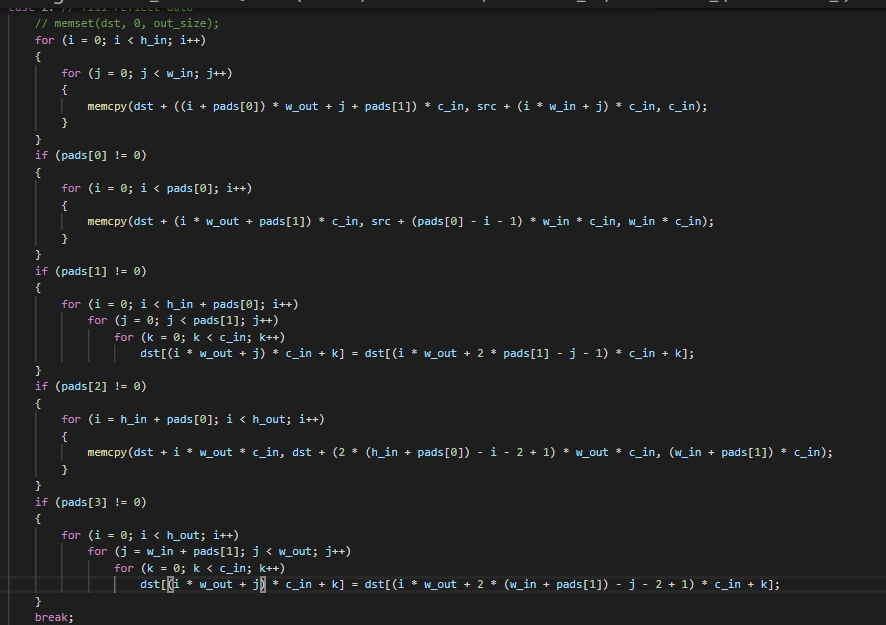 case 2: // fill reflect data
// memset(dst, 0, out_size);
for (i = 0; i < h_in; i++)
{
for (j = 0; j < w_in; j++)
{
memcpy(dst + ((i + pads[0]) * w_out + j + pads[1]) * c_in, src + (i * w_in + j) * c_in, c_in);
}
}
if (pads[0] != 0)
{
for (i = 0; i < pads[0]; i++)
{
memcpy(dst + (i * w_out + pads[1]) * c_in, src + (pads[0] - i - 1) * w_in * c_in, w_in * c_in);
}
}
if (pads[1] != 0)
{
for (i = 0; i < h_in + pads[0]; i++)
for (j = 0; j < pads[1]; j++)
for (k = 0; k < c_in; k++)
dst[(i * w_out + j) * c_in + k] = dst[(i * w_out + 2 * pads[1] - j - 1) * c_in + k];
}
if (pads[2] != 0)
{
for (i = h_in + pads[0]; i < h_out; i++)
{
memcpy(dst + i * w_out * c_in, dst + (2 * (h_in + pads[0]) - i - 2 + 1) * w_out * c_in, (w_in + pads[1]) * c_in);
}
}
if (pads[3] != 0)
{
for (i = 0; i < h_out; i++)
for (j = w_in + pads[1]; j < w_out; j++)
for (k = 0; k < c_in; k++)
dst[(i * w_out + j) * c_in + k] = dst[(i * w_out + 2 * (w_in + pads[1]) - j - 2 + 1) * c_in + k];
}
break;